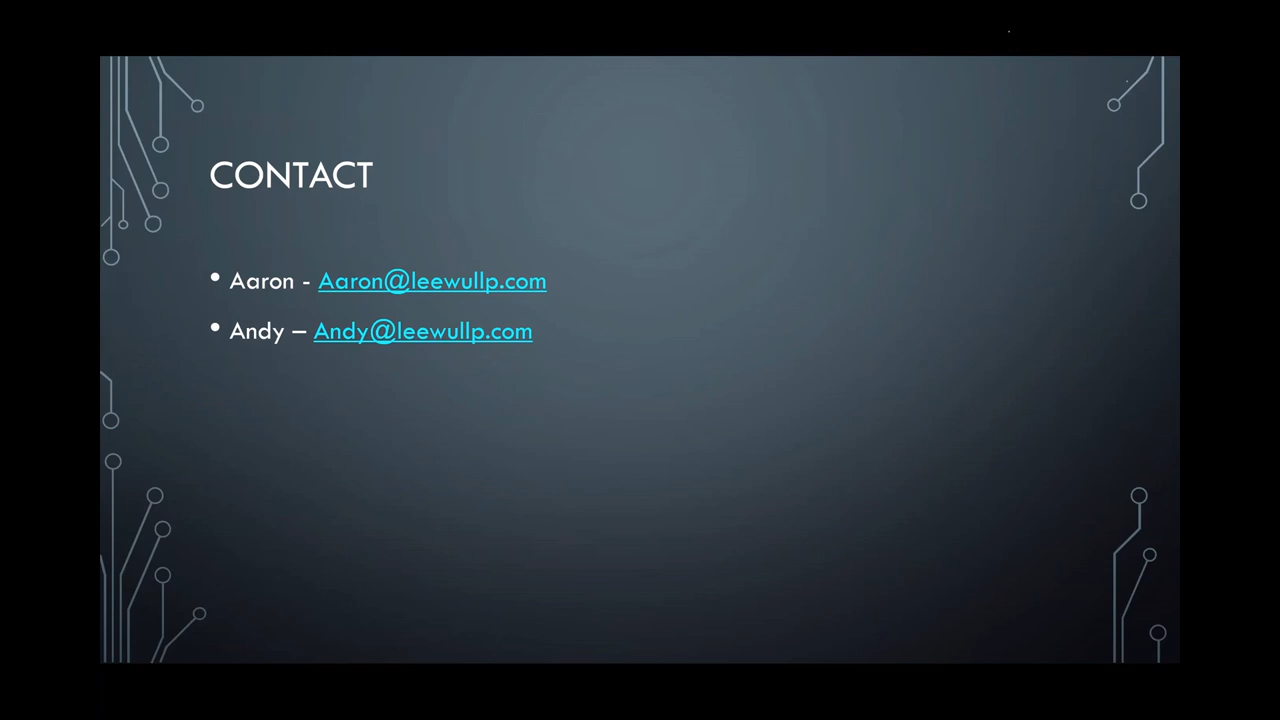 CONTACT
• Aaron - Aaron@leewullp.com
• Andy – Andy@leewullp.com